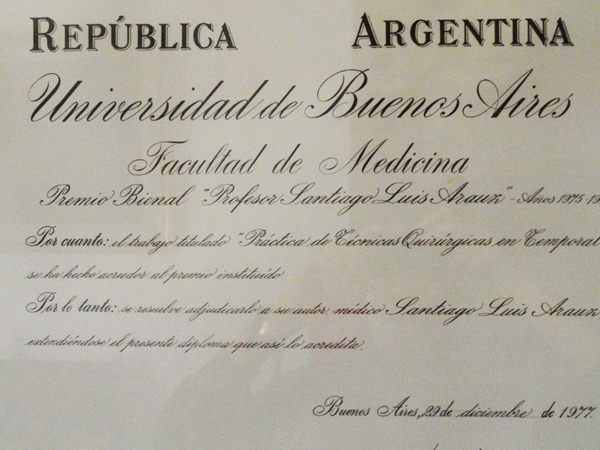 REPÚBLICA ARGENTINA
Universidad de Buenos Aires
Facultad de Medicina
Premio Bienal "Profesor Santiago Luis Arauz" - Años 1975-19
Por cuanto: el trabajo titulado "Práctica de Técnicas Quirúrgicas en Temporal
se ha hecho acredor al premio instituido
Por lo tanto: se resuelve adjudicarlo a su autor, médico Santiago Luis Arauz
extendiéndose el presente diploma que así lo acredita.
Buenos Aires, 29 de diciembre de 1977.